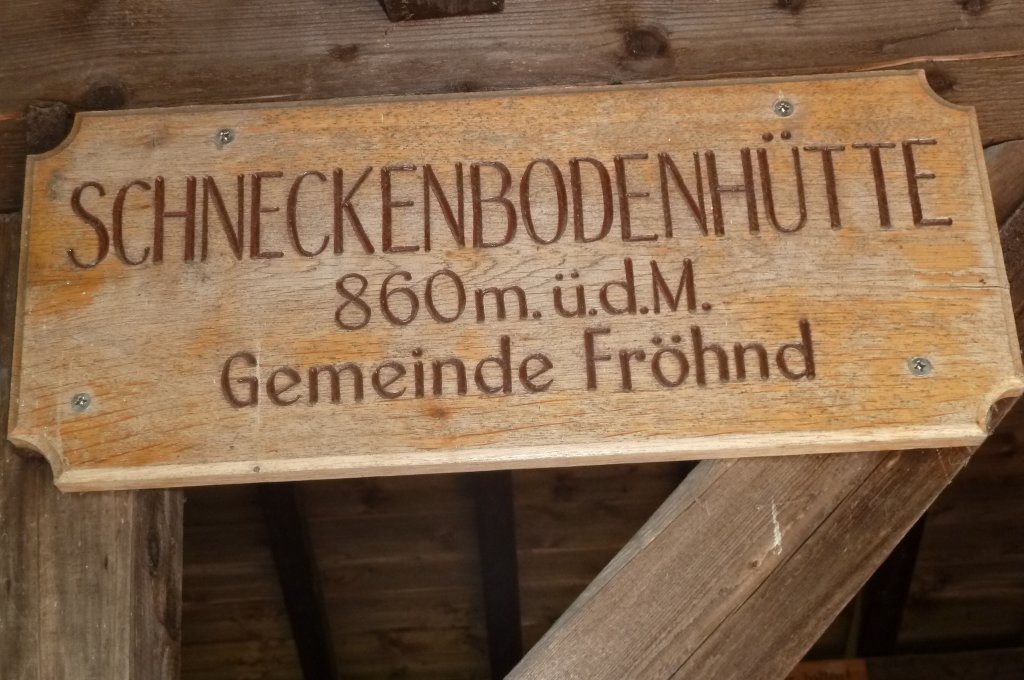 SCHNECKENBODENHÜTTE
860m.ü.d.M.
Gemeinde Fröhnd